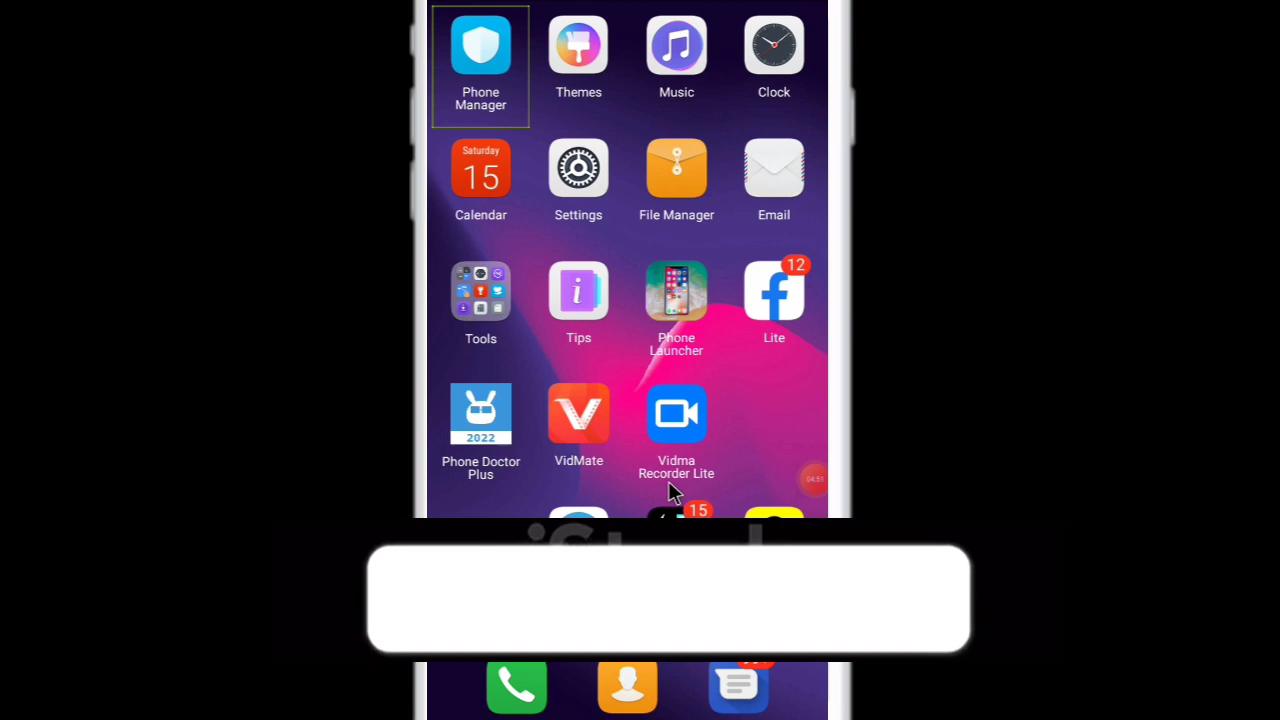 Phone
Manager
Themes
Music
Clock
Saturday
15
Calendar
Settings
File Manager
Email
12
Tools
Tips
Phone
Launcher
Lite
2022
Phone Doctor
Plus
VidMate
Vidma
Recorder Lite
15